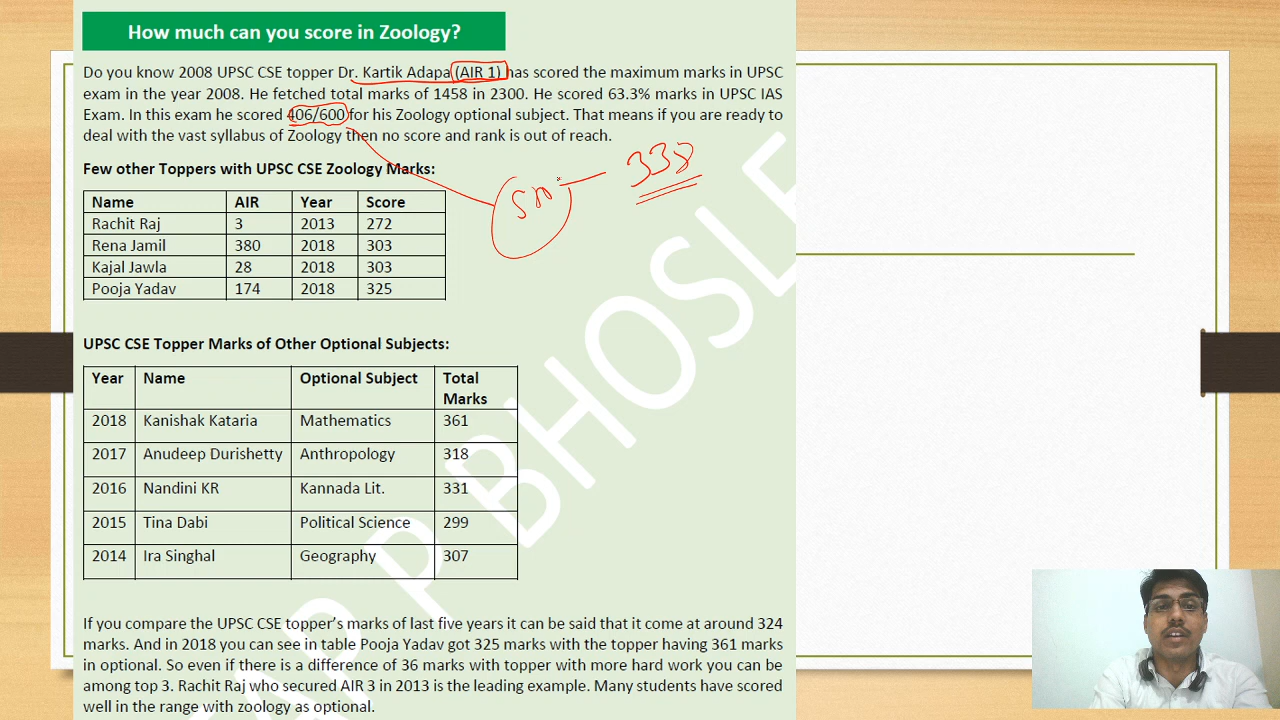 How much can you score in Zoology?
Do you know 2008 UPSC CSE topper Dr. Kartik Adapa (AIR 1) has scored the maximum marks in UPSC
exam in the year 2008. He fetched total marks of 1458 in 2300. He scored 63.3% marks in UPSC IAS
Exam. In this exam he scored 406/600 for his Zoology optional subject. That means if you are ready to
deal with the vast syllabus of Zoology then no score and rank is out of reach.
338
Few other Toppers with UPSC CSE Zoology Marks:
Name AIR Year Score
Rachit Raj 3 2013 272
Rena Jamil 380 2018 303
Kajal Jawla 28 2018 303
Pooja Yadav 174 2018 325
UPSC CSE Topper Marks of Other Optional Subjects:
Year Name Optional Subject Total
Marks
2018 Kanishak Kataria Mathematics 361
2017 Anudeep Durishetty Anthropology 318
2016 Nandini KR Kannada Lit. 331
2015 Tina Dabi Political Science 299
2014 Ira Singhal Geography 307
If you compare the UPSC CSE topper's marks of last five years it can be said that it come at around 324
marks. And in 2018 you can see in table Pooja Yadav got 325 marks with the topper having 361 marks
in optional. So even if there is a difference of 36 marks with topper with more hard work you can be
among top 3. Rachit Raj who secured AIR 3 in 2013 is the leading example. Many students have scored
well in the range with zoology as optional.
AP BHOSLE